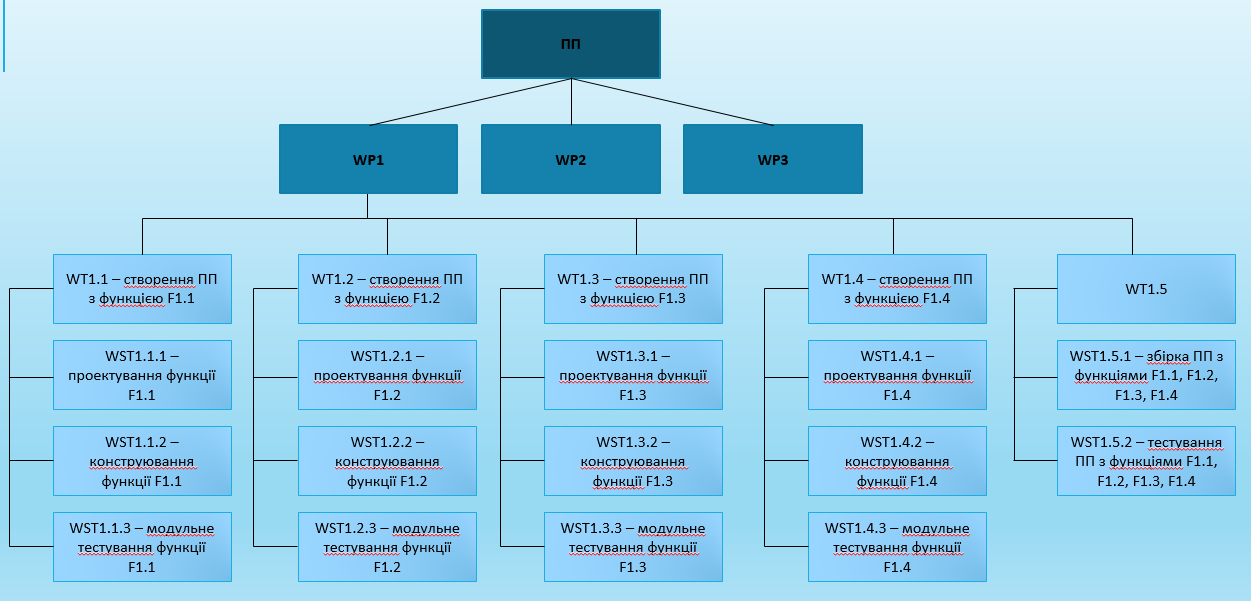 ПП
WP1
WP2
WP3
WT1.1 – створення ПП
з функцією F1.1
WST1.1.1 –
проектування функції
F1.1
WST1.1.2 –
конструювання
функції F1.1
WST1.1.3 – модульне
тестування функції
F1.1
WT1.2 – створення ПП
з функцією F1.2
WST1.2.1 –
проектування функції
F1.2
WST1.2.2 –
конструювання
функції F1.2
WST1.2.3 – модульне
тестування функції
F1.2
WT1.3 – створення ПП
з функцією F1.3
WST1.3.1 –
проектування функції
F1.3
WST1.3.2 –
конструювання
функції F1.3
WST1.3.3 – модульне
тестування функції
F1.3
WT1.4 – створення ПП
з функцією F1.4
WST1.4.1 –
проектування функції
F1.4
WST1.4.2 –
конструювання
функції F1.4
WST1.4.3 – модульне
тестування функції
F1.4
WT1.5
WST1.5.1 – збірка ПП з
функціями F1.1, F1.2,
F1.3, F1.4
WST1.5.2 – тестування
ПП з функціями F1.1,
F1.2, F1.3, F1.4